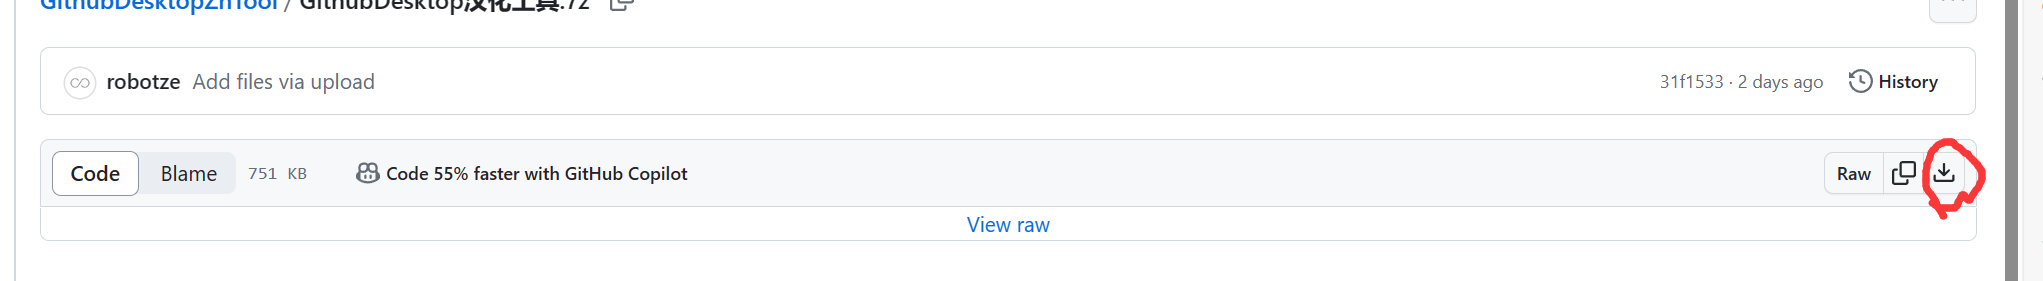 GithubDesktopZhTool / GithubDesktop汉化工具.7z
robotze Add files via upload 31f1533 · 2 days ago History
Code Blame 751 KB Code 55% faster with GitHub Copilot Raw
View raw